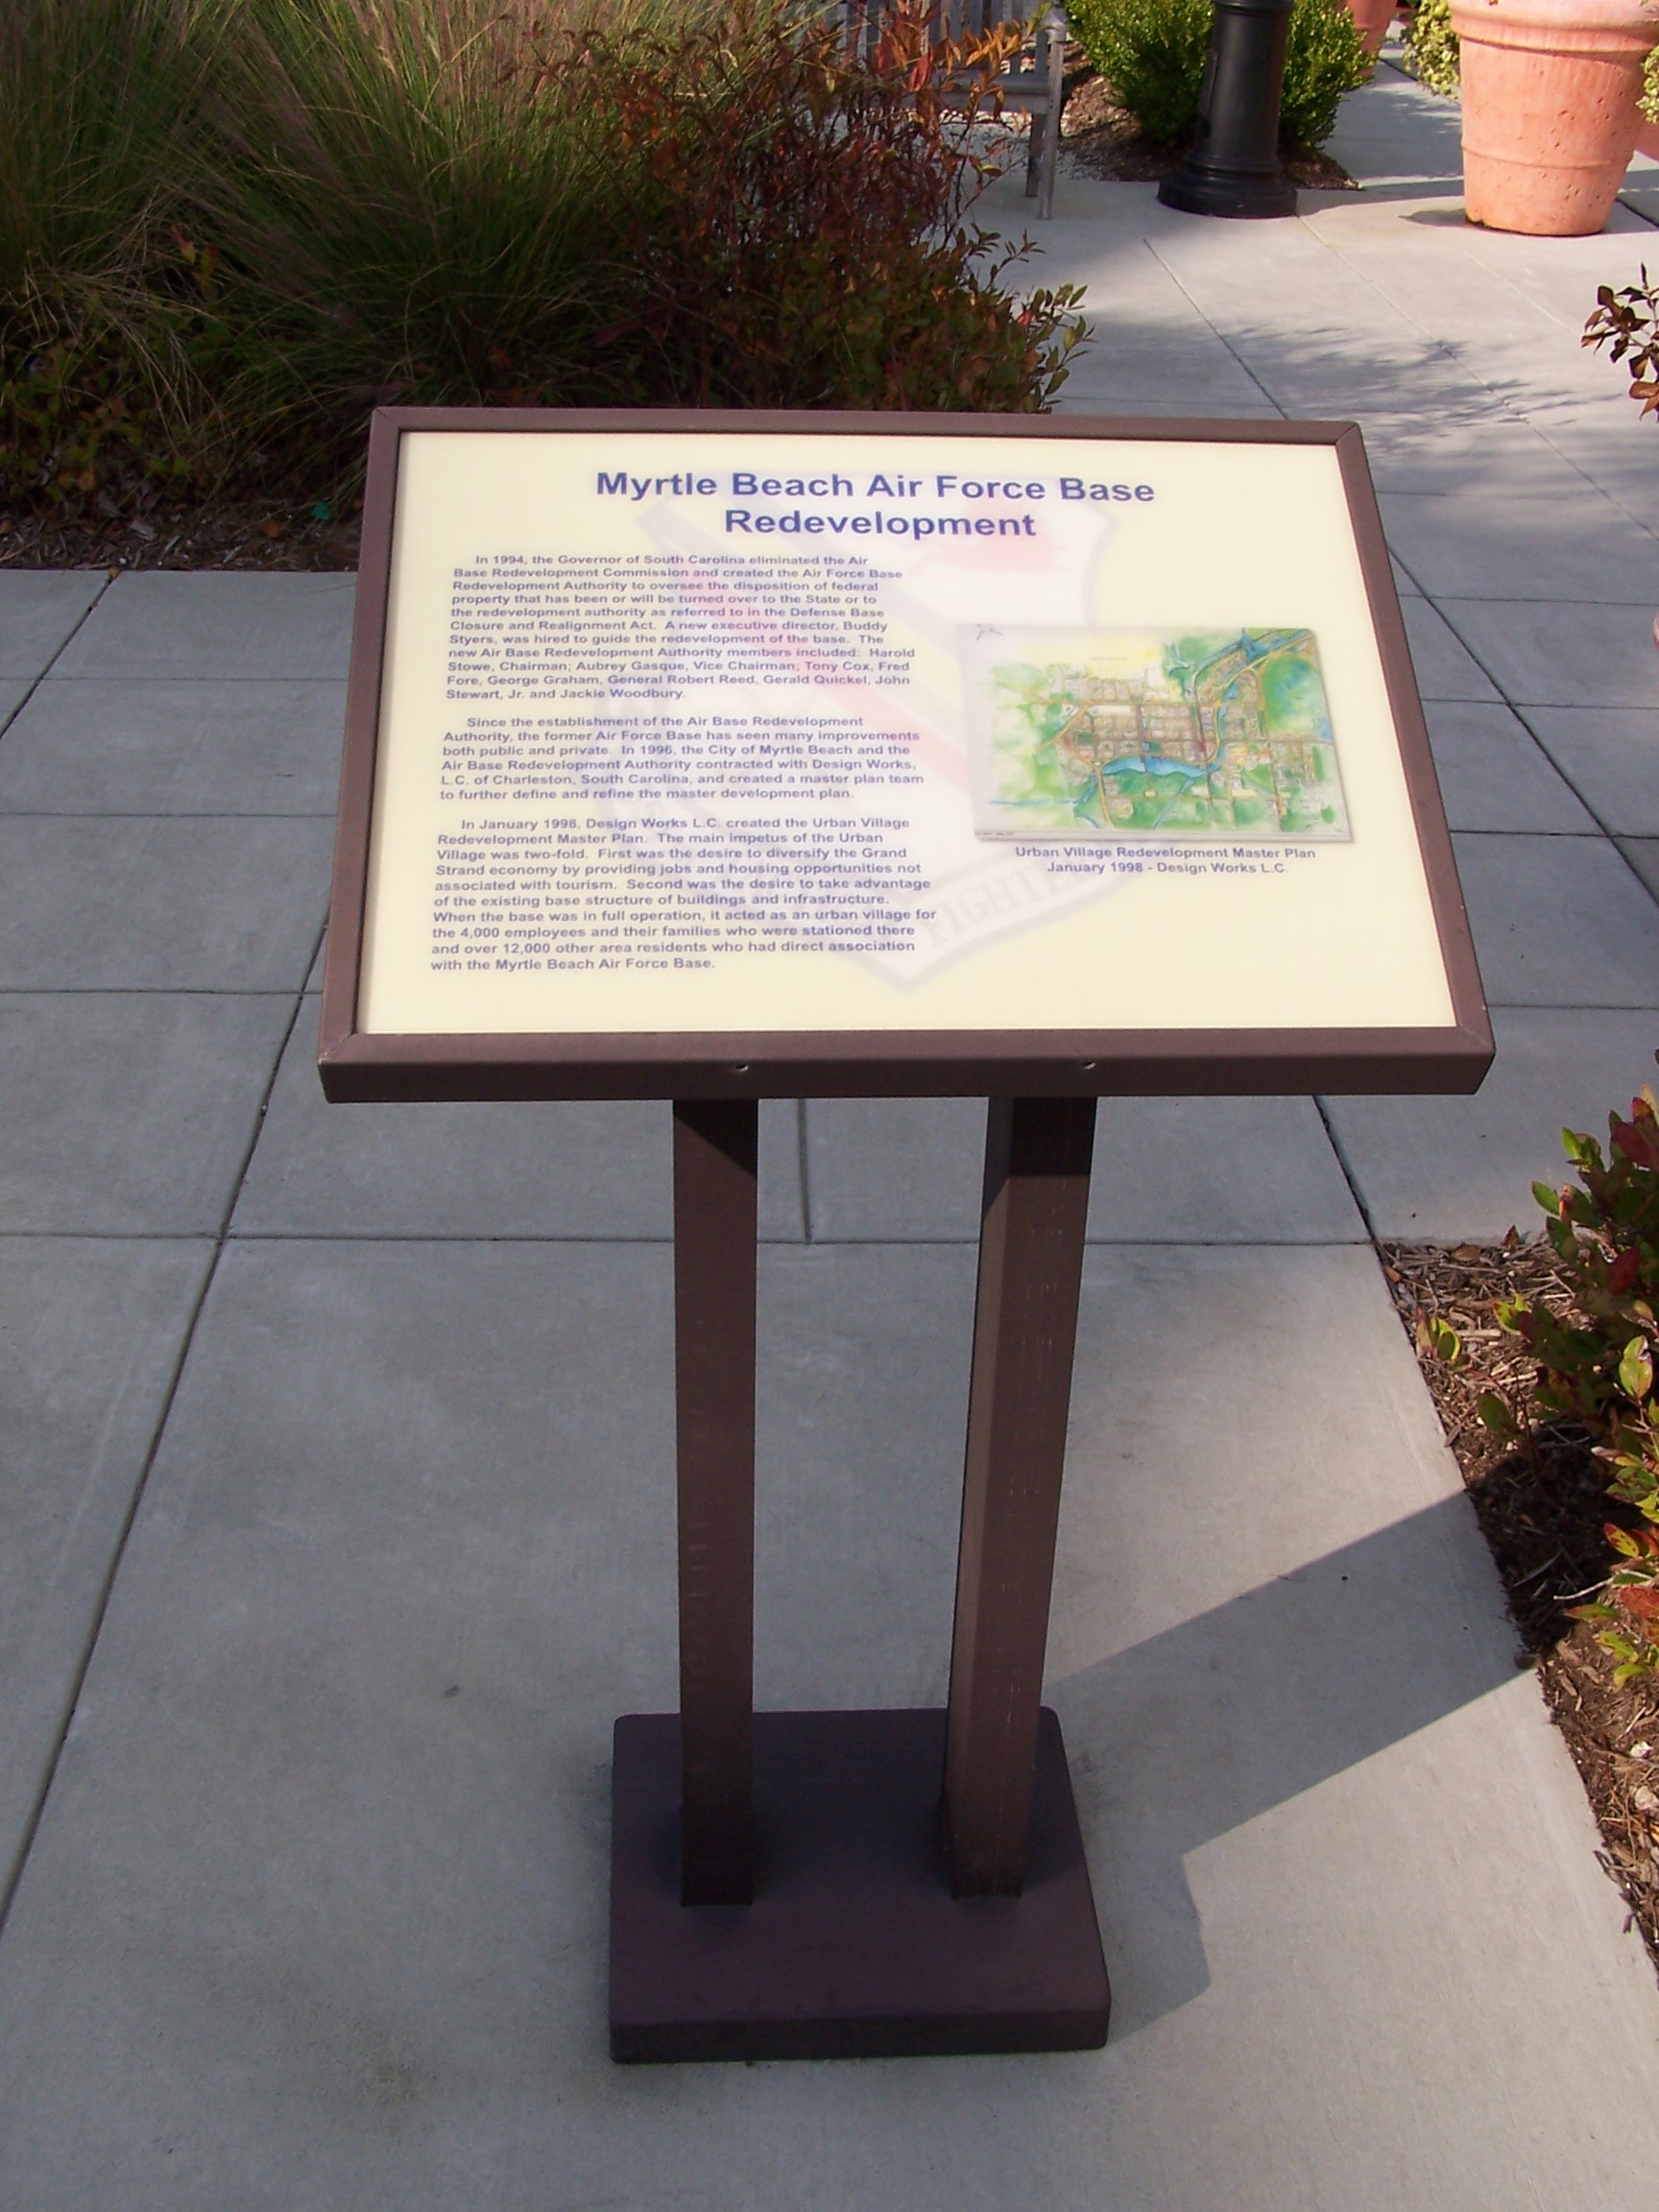 Myrtle Beach Air Force Base
Redevelopment
In 1994, the Governor of South Carolina eliminated the Air
Base Redevelopment Commission and created the Air Force Base
Redevelopment Authority to oversee the disposition of federal
property that has been or will be turned over to the State or to
the redevelopment authority as referred to in the Defense Base
Closure and Realignment Act. A new executive director, Buddy
Styers, was hired to guide the redevelopment of the base. The
new Air Base Redevelopment Authority members included: Harold
Stowe, Chairman; Aubrey Gasque, Vice Chairman; Tony Cox, Fred
Fore, George Graham, General Robert Reed, Gerald Quickel, John
Stewart, Jr. and Jackie Woodbury.
Since the establishment of the Air Base Redevelopment
Authority, the former Air Force Base has seen many improvements
both public and private. In 1996, the City of Myrtle Beach and the
Air Base Redevelopment Authority contracted with Design Works,
L.C. of Charleston, South Carolina, and created a master plan team
to further define and refine the master development plan.
In January 1998, Design Works L.C. created the Urban Village
Redevelopment Master Plan. The main impetus of the Urban
Village was two-fold. First was the desire to diversify the Grand
Strand economy by providing jobs and housing opportunities not
associated with tourism. Second was the desire to take advantage
of the existing base structure of buildings and infrastructure.
When the base was in full operation, it acted as an urban village for
the 4,000 employees and their families who were stationed there
and over 12,000 other area residents who had direct association
with the Myrtle Beach Air Force Base.
Urban Village Redevelopment Master Plan
January 1998 - Design Works L.C.